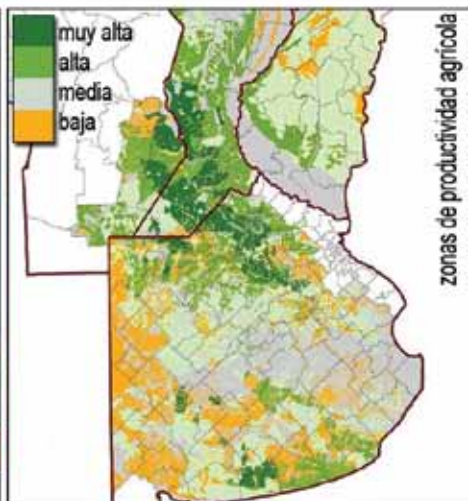 muy alta
alta
media
baja
zonas de productividad agrícola